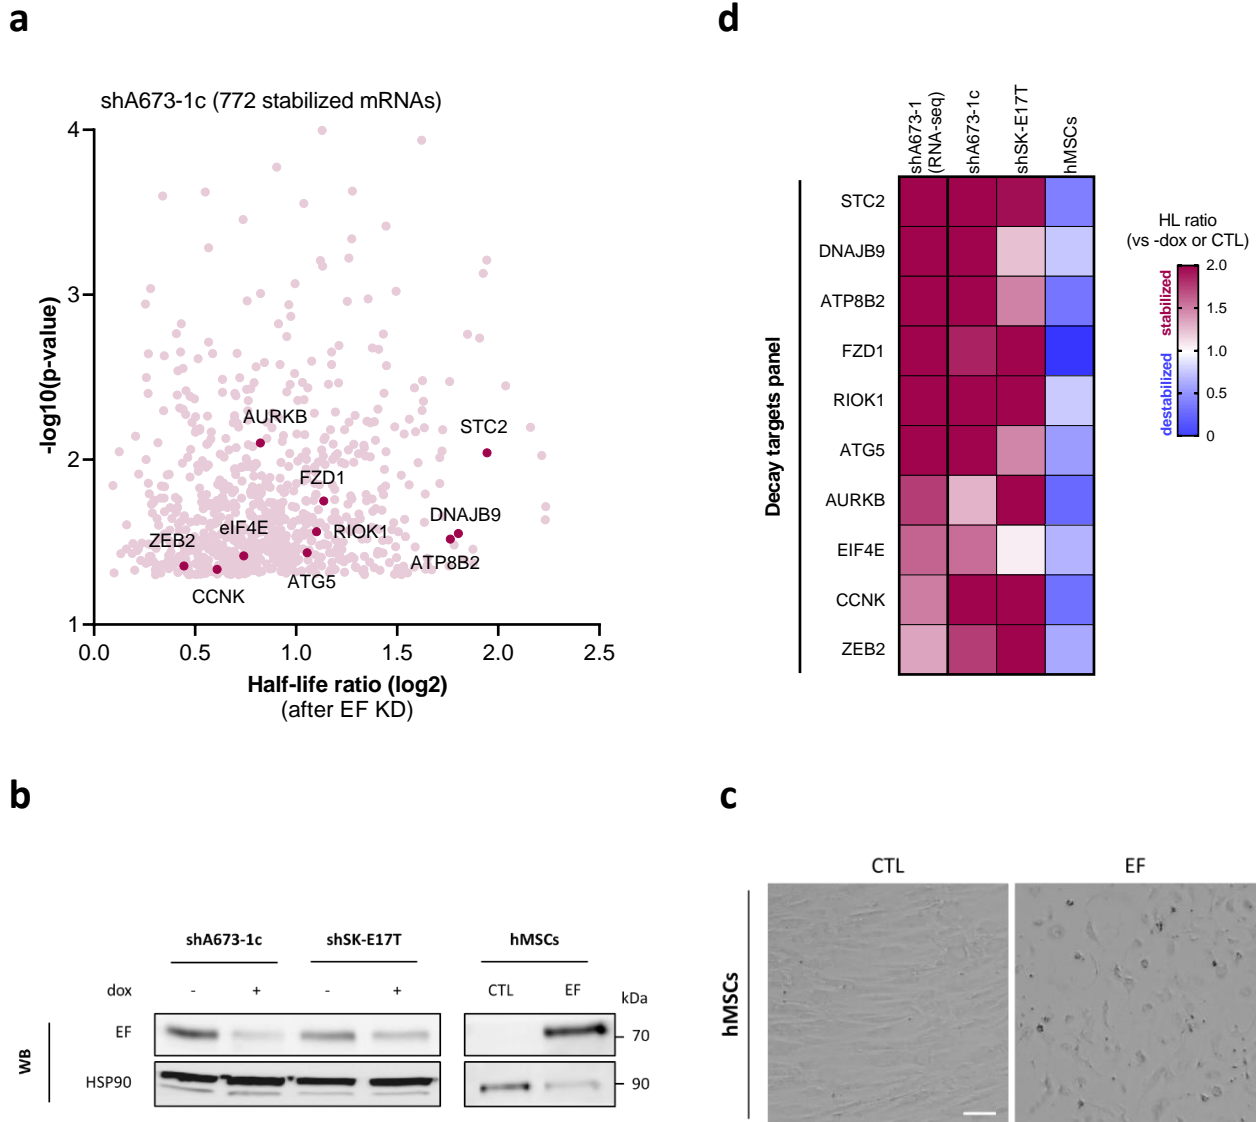 a
shA673-1c (772 stabilized mRNAs)
4
3
2
1
-log10(p-value)
AURKB
STC2
FZD1
eIF4E
RIOK1
DNAJB9
ZEB2
ATP8B2
ATG5
CCNK
0.0 0.5 1.0 1.5 2.0 2.5
Half-life ratio (log2)
(after EF KD)
d
shA673-1
(RNA-seq)
shA673-1c
shSK-E17T
hMSCs
Decay targets panel
STC2
DNAJB9
ATP8B2
FZD1
RIOK1
ATG5
AURKB
EIF4E
CCNK
ZEB2
HL ratio
(vs -dox or CTL)
destabilized stabilized
2.0
1.5
1.0
0.5
0
b
shA673-1c shSK-E17T hMSCs
dox - + - + CTL EF kDa
WB
EF 70
HSP90 90
c
CTL EF
hMSCs